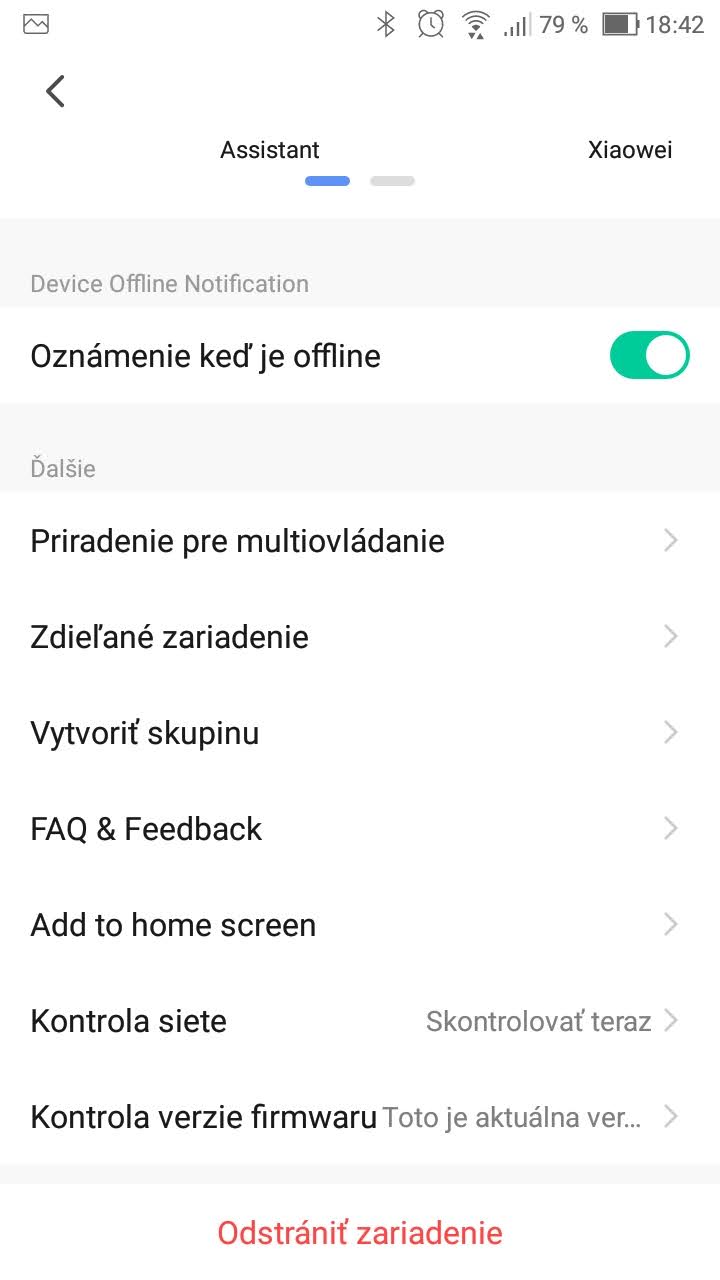 79 % 18:42
Assistant Xiaowei
Device Offline Notification
Oznámenie keď je offline
Ďalšie
Priradenie pre multiovládanie
Zdieľané zariadenie
Vytvoriť skupinu
FAQ & Feedback
Add to home screen
Kontrola siete Skontrolovať teraz
Kontrola verzie firmwaru Toto je aktuálna ver...
Odstrániť zariadenie